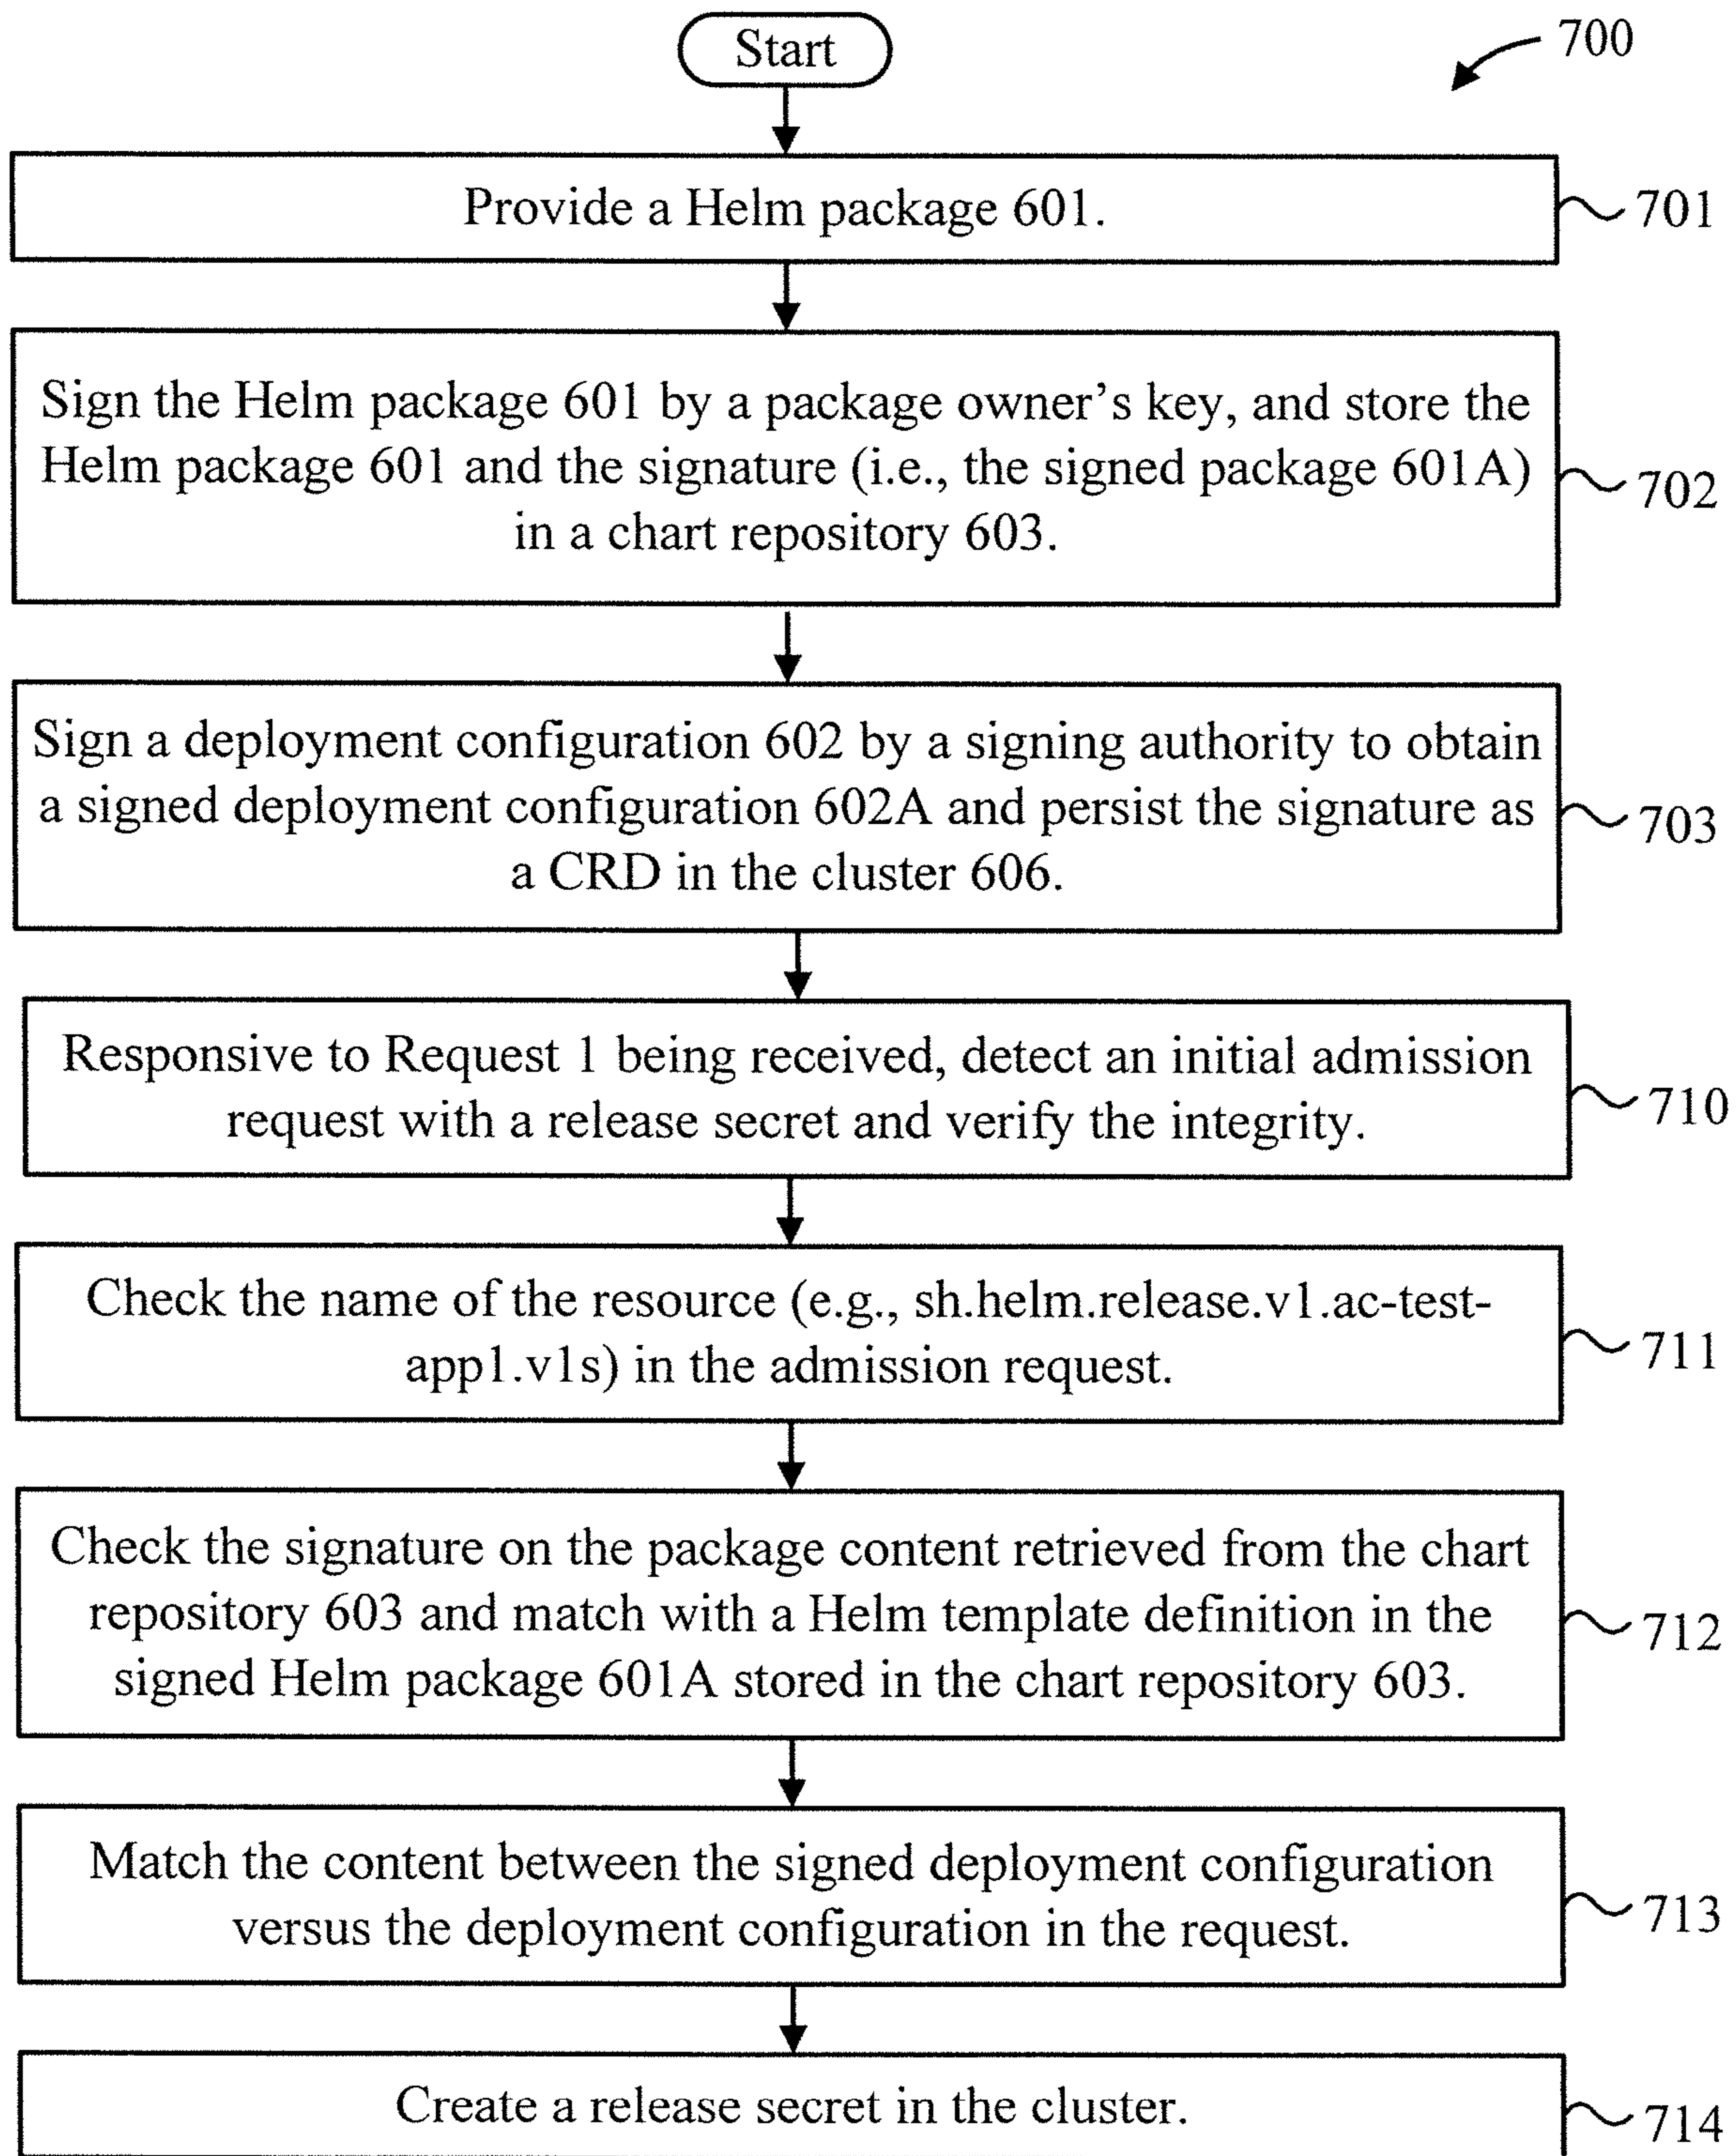 Start
700
Provide a Helm package 601.
701
Sign the Helm package 601 by a package owner’s key, and store the
Helm package 601 and the signature (i.e., the signed package 601A)
in a chart repository 603.
702
Sign a deployment configuration 602 by a signing authority to obtain
a signed deployment configuration 602A and persist the signature as
a CRD in the cluster 606.
703
Responsive to Request 1 being received, detect an initial admission
request with a release secret and verify the integrity.
710
Check the name of the resource (e.g., sh.helm.release.v1.ac-test-
app1.v1s) in the admission request.
711
Check the signature on the package content retrieved from the chart
repository 603 and match with a Helm template definition in the
signed Helm package 601A stored in the chart repository 603.
712
Match the content between the signed deployment configuration
versus the deployment configuration in the request.
713
Create a release secret in the cluster.
714